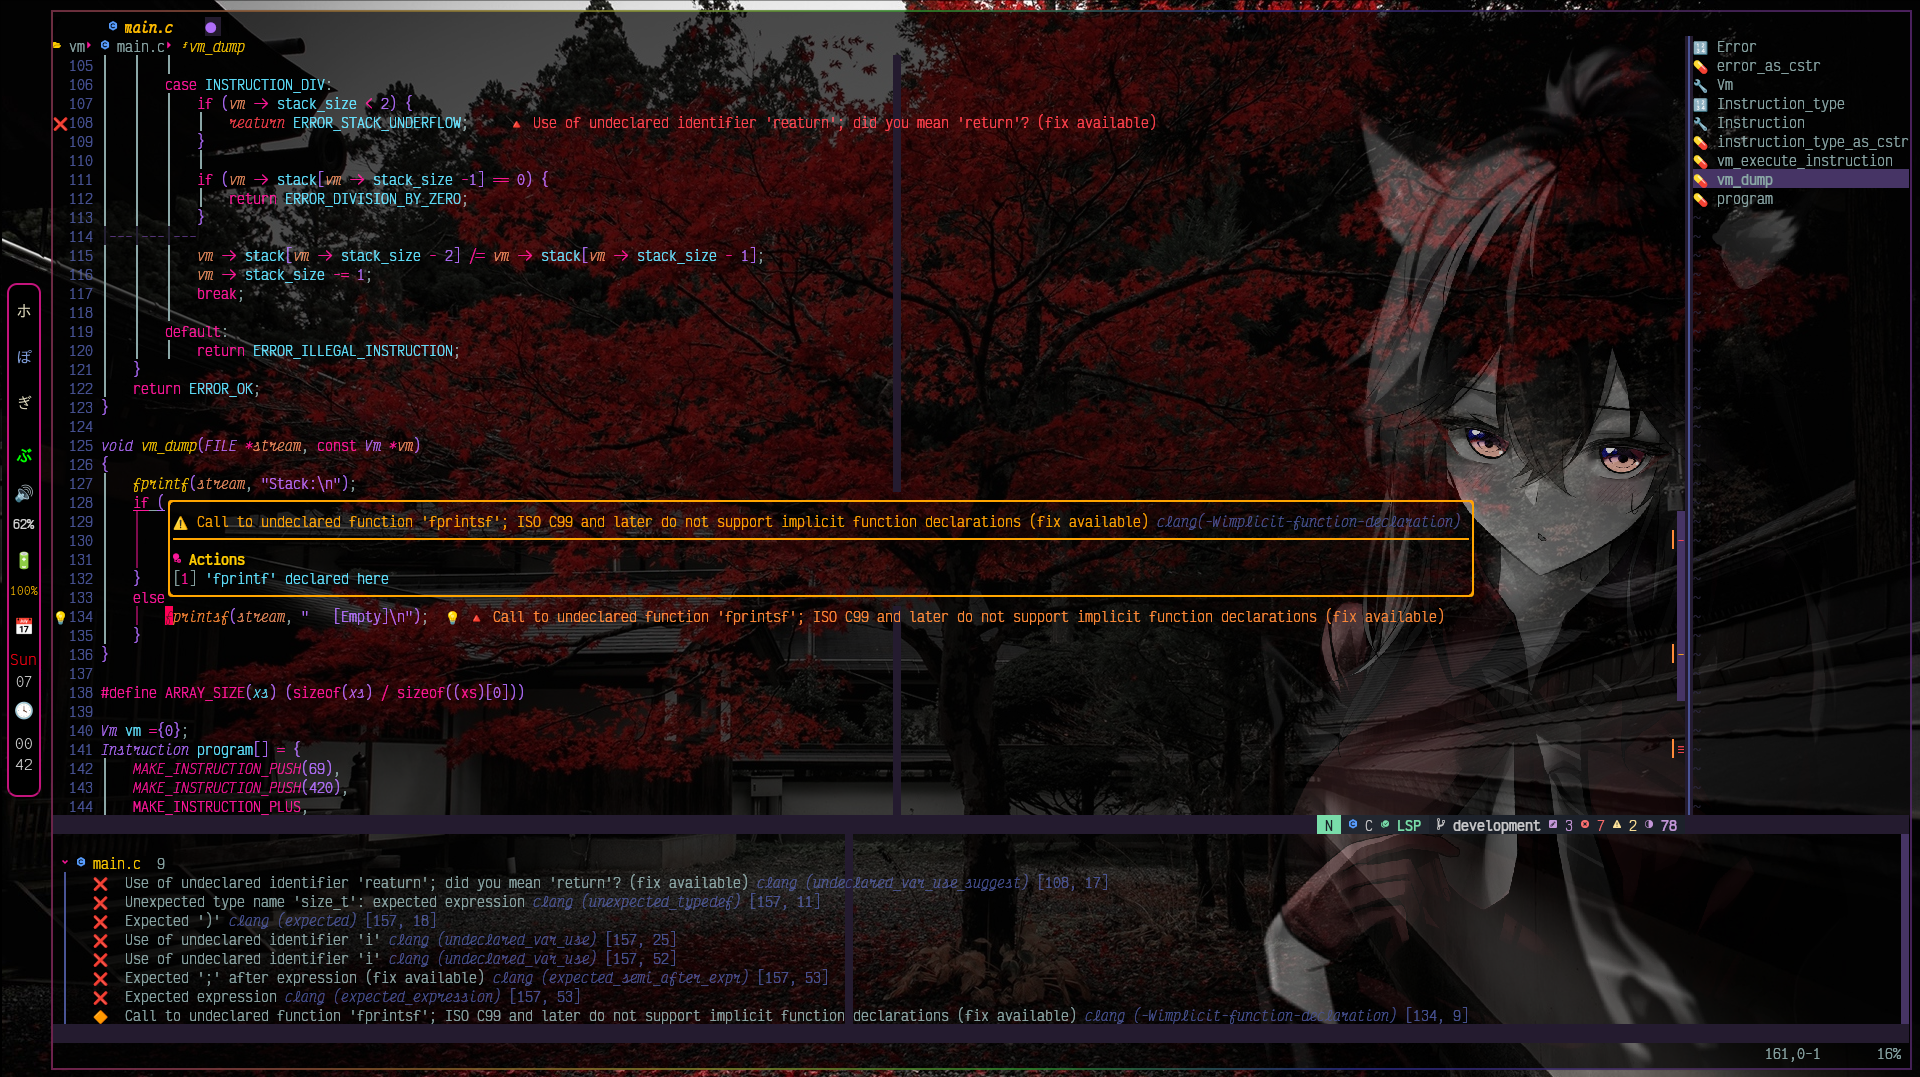 main.c
vm main.c vm_dump
105
106 case INSTRUCTION_DIV:
107 if (vm -> stack_size < 2) {
108 reaturn ERROR_STACK_UNDERFLOW; Use of undeclared identifier 'reaturn'; did you mean 'return'? (fix available)
109 }
110
111 if (vm -> stack[vm -> stack_size -1] == 0) {
112 return ERROR_DIVISION_BY_ZERO;
113 }
114
115 vm -> stack[vm -> stack_size - 2] /= vm -> stack[vm -> stack_size - 1];
116 vm -> stack_size -= 1;
117 break;
118
119 default:
120 return ERROR_ILLEGAL_INSTRUCTION;
121 }
122 return ERROR_OK;
123 }
124
125 void vm_dump(FILE *stream, const Vm *vm)
126 {
127 fprintf(stream, "Stack:\n");
128 if (
129
130
131
132 }
133 else
134 fprintsf(stream, "   [Empty]\n"); Call to undeclared function 'fprintsf'; ISO C99 and later do not support implicit function declarations (fix available)
135 }
136 }
137
138 #define ARRAY_SIZE(xs) (sizeof(xs) / sizeof((xs)[0]))
139
140 Vm vm ={0};
141 Instruction program[] = {
142 MAKE_INSTRUCTION_PUSH(69),
143 MAKE_INSTRUCTION_PUSH(420),
144 MAKE_INSTRUCTION_PLUS,
Call to undeclared function 'fprintsf'; ISO C99 and later do not support implicit function declarations (fix available) clang(-Wimplicit-function-declaration)
Actions
[1] 'fprintf' declared here
Error
error_as_cstr
Vm
Instruction_type
Instruction
instruction_type_as_cstr
vm_execute_instruction
vm_dump
program
ホ
ぽ
ぎ
ぷ
62%
100%
Sun
07
00
42
N C LSP development 3 7 2 78
main.c 9
Use of undeclared identifier 'reaturn'; did you mean 'return'? (fix available) clang (undeclared_var_use_suggest) [108, 17]
Unexpected type name 'size_t': expected expression clang (unexpected_typedef) [157, 11]
Expected ')' clang (expected) [157, 18]
Use of undeclared identifier 'i' clang (undeclared_var_use) [157, 25]
Use of undeclared identifier 'i' clang (undeclared_var_use) [157, 52]
Expected ';' after expression (fix available) clang (expected_semi_after_expr) [157, 53]
Expected expression clang (expected_expression) [157, 53]
Call to undeclared function 'fprintsf'; ISO C99 and later do not support implicit function declarations (fix available) clang (-Wimplicit-function-declaration) [134, 9]
161,0-1 16%